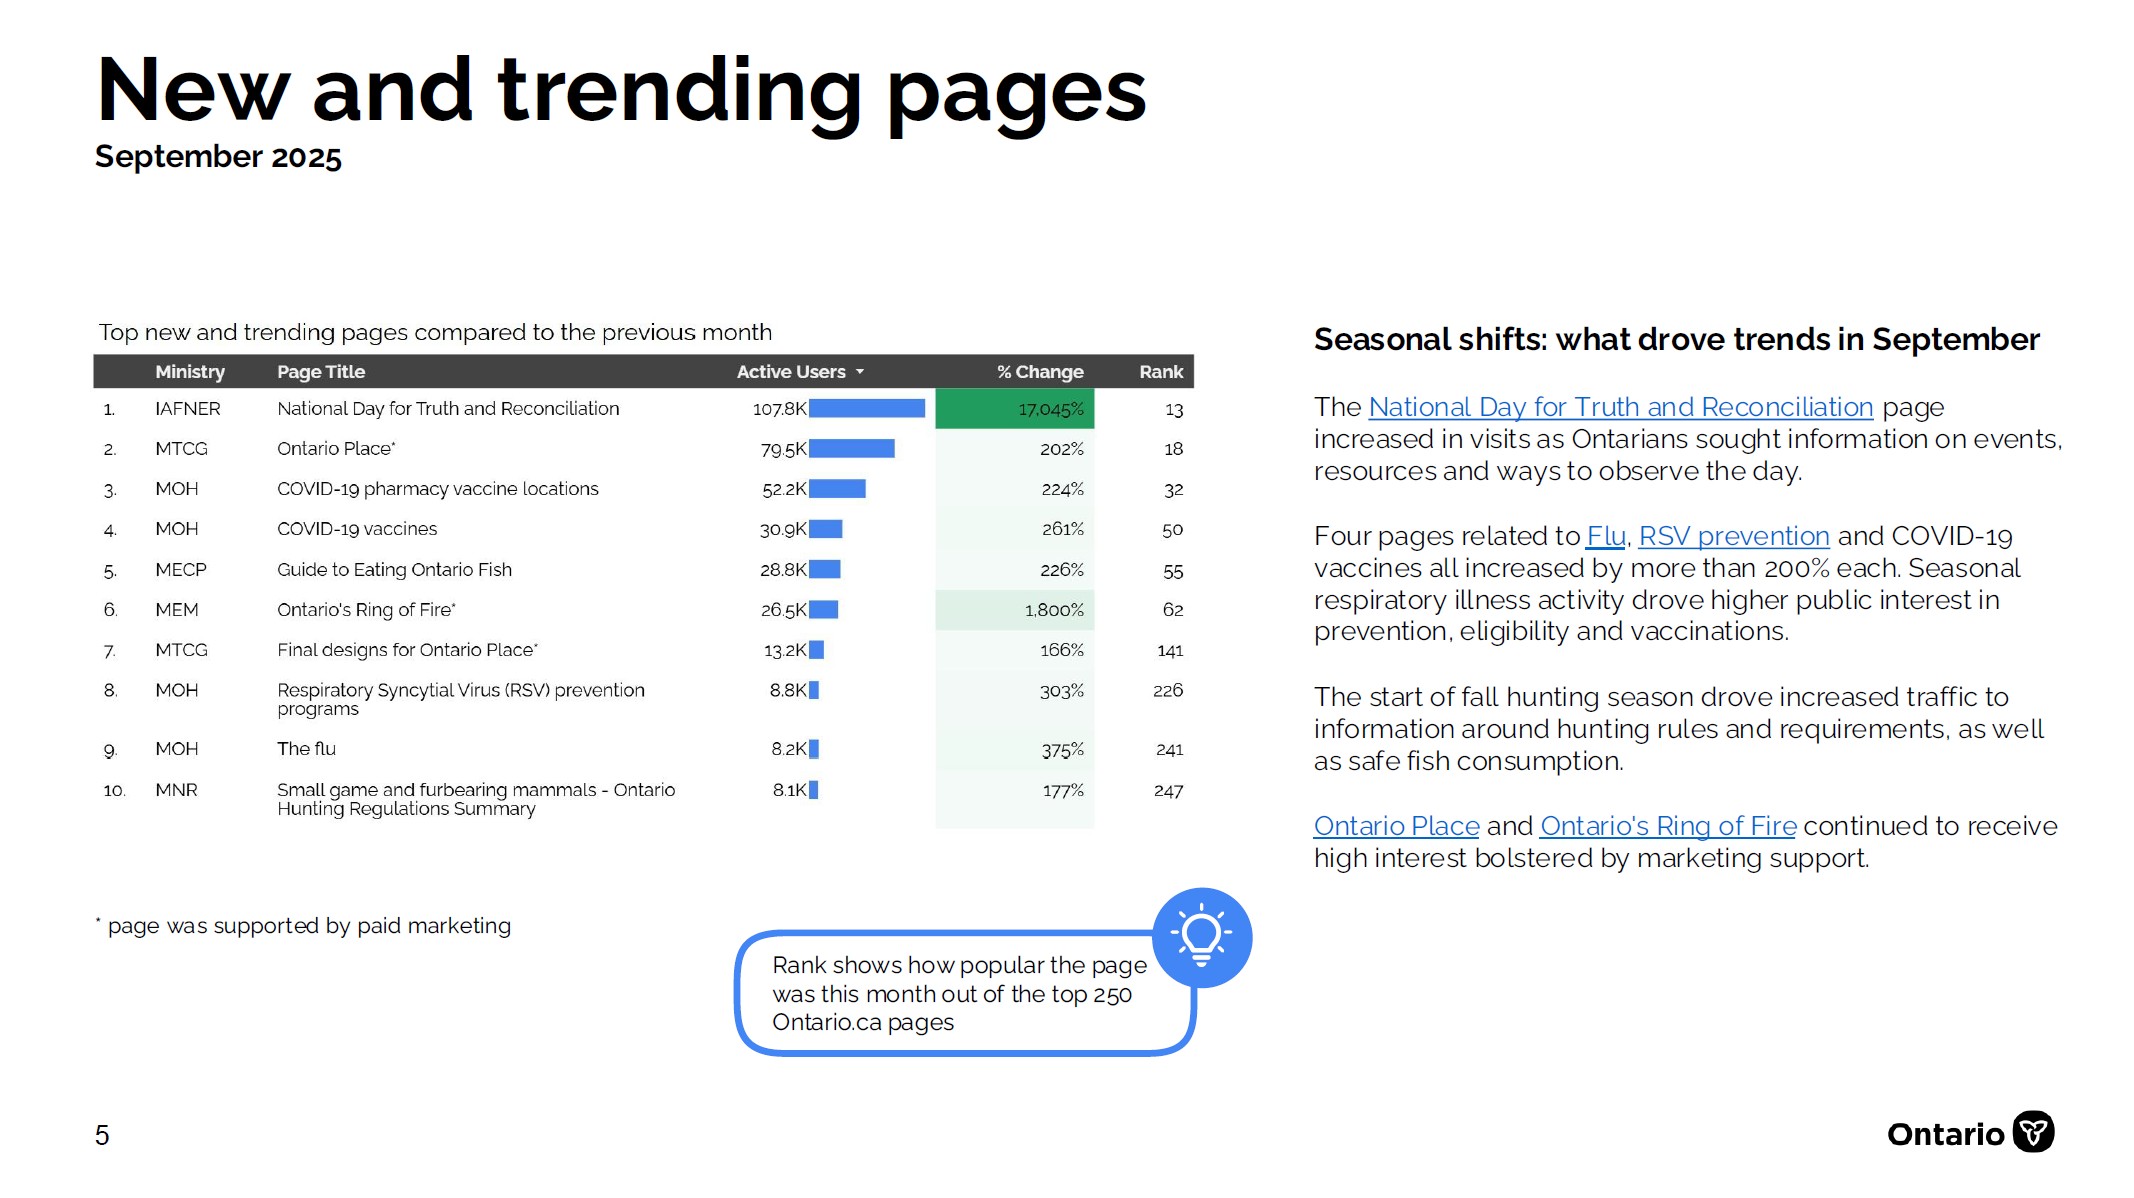 New and trending pages
September 2025
Top new and trending pages compared to the previous month
Ministry Page Title Active Users % Change Rank
1. IAFNER National Day for Truth and Reconciliation 107.8K 17,045% 13
2. MTCG Ontario Place* 79.5K 202% 18
3. MOH COVID-19 pharmacy vaccine locations 52.2K 224% 32
4. MOH COVID-19 vaccines 30.9K 261% 50
5. MECP Guide to Eating Ontario Fish 28.8K 226% 55
6. MEM Ontario's Ring of Fire* 26.5K 1,800% 62
7. MTCG Final designs for Ontario Place* 13.2K 166% 141
8. MOH Respiratory Syncytial Virus (RSV) prevention 8.8K 303% 226
programs
9. MOH The flu 8.2K 375% 241
10. MNR Small game and furbearing mammals - Ontario 8.1K 177% 247
Hunting Regulations Summary
* page was supported by paid marketing
Rank shows how popular the page
was this month out of the top 250
Ontario.ca pages
Seasonal shifts: what drove trends in September
The National Day for Truth and Reconciliation page
increased in visits as Ontarians sought information on events,
resources and ways to observe the day.
Four pages related to Flu, RSV prevention and COVID-19
vaccines all increased by more than 200% each. Seasonal
respiratory illness activity drove higher public interest in
prevention, eligibility and vaccinations.
The start of fall hunting season drove increased traffic to
information around hunting rules and requirements, as well
as safe fish consumption.
Ontario Place and Ontario's Ring of Fire continued to receive
high interest bolstered by marketing support.
5
Ontario